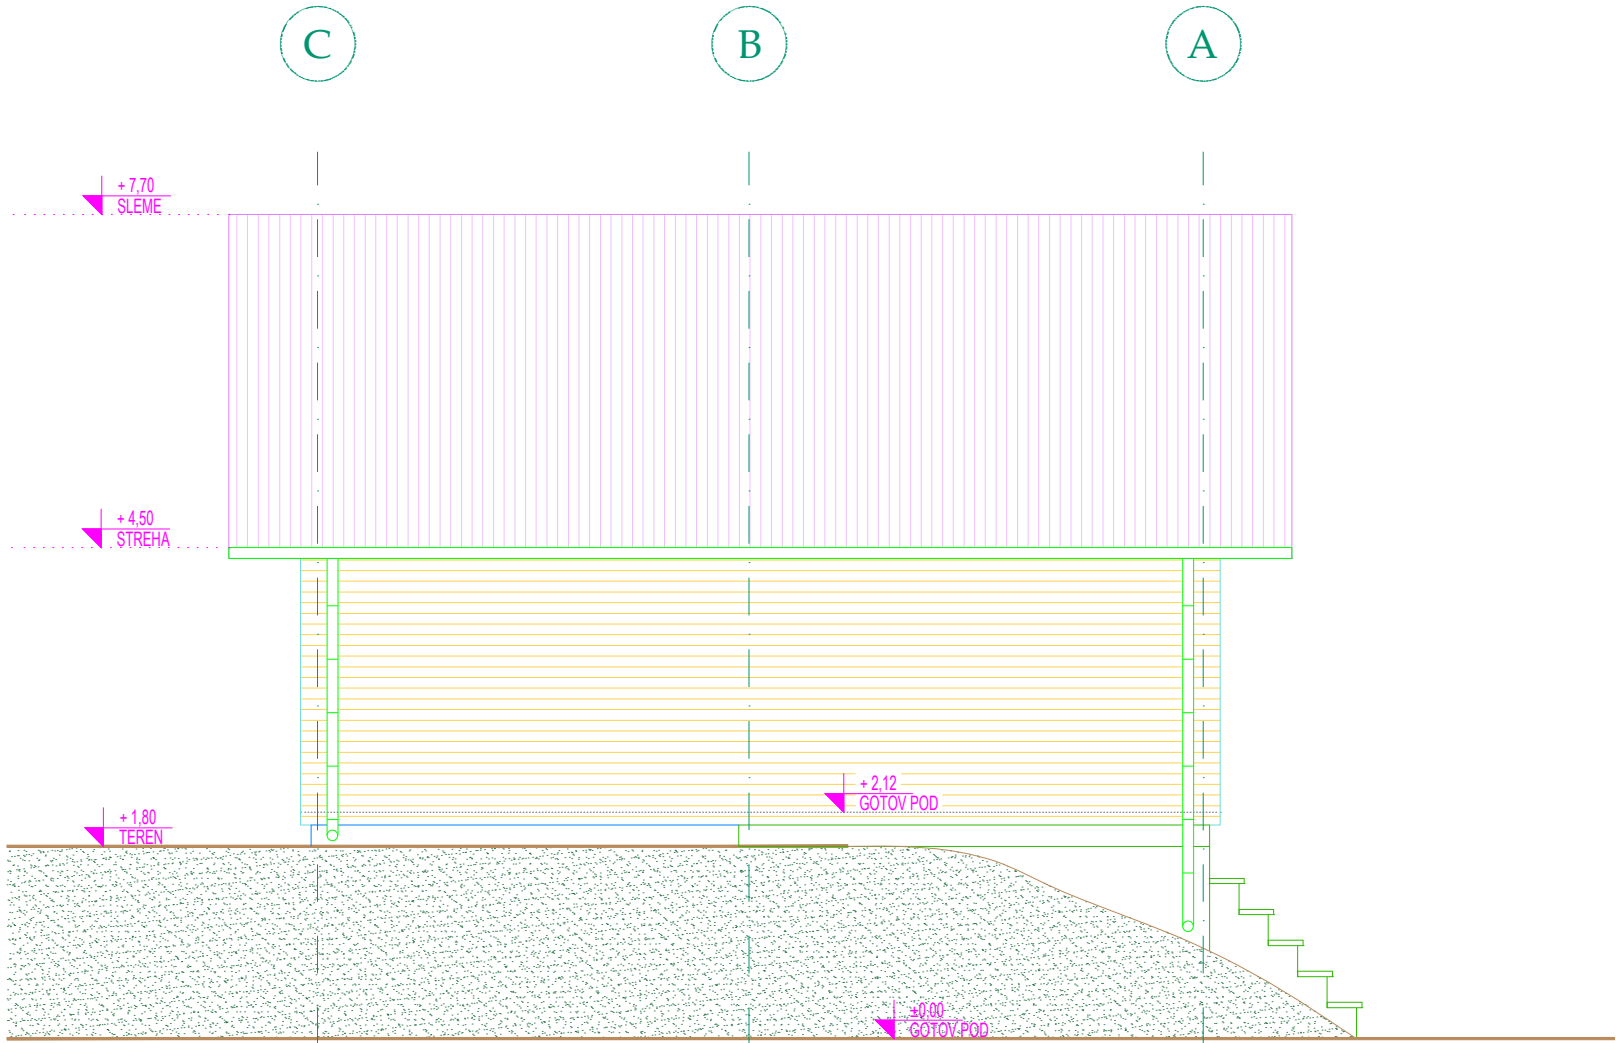 C
B
A
+ 7,70
SLEME
+ 4,50
STREHA
+ 2,12
GOTOV POD
+ 1,80
TEREN
±0,00
GOTOV POD